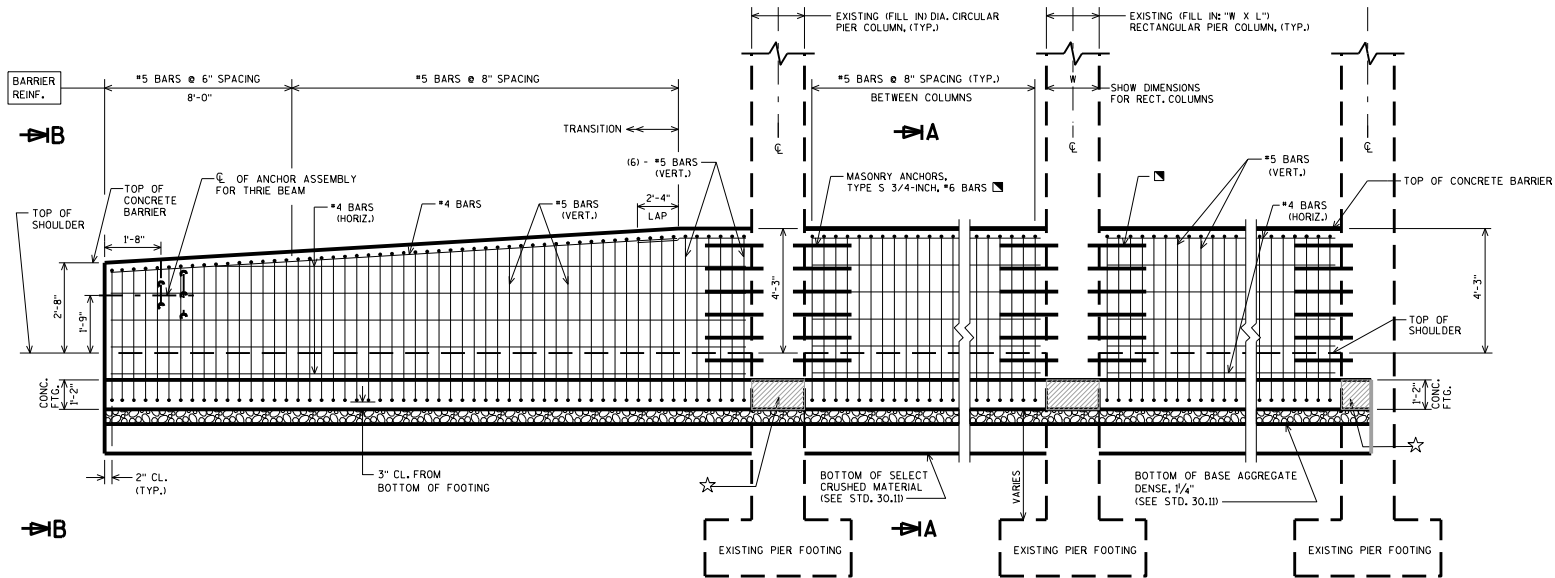 EXISTING (FILL IN) DIA. CIRCULAR
PIER COLUMN, (TYP.)
EXISTING (FILL IN: "W X L")
RECTANGULAR PIER COLUMN, (TYP.)
BARRIER
REINF.
#5 BARS @ 6" SPACING
8'-0"
#5 BARS @ 8" SPACING
#5 BARS @ 8" SPACING (TYP.)
BETWEEN COLUMNS
W
SHOW DIMENSIONS
FOR RECT. COLUMNS
B
TRANSITION
A
℄
℄
℄
TOP OF
SHOULDER
TOP OF
CONCRETE
BARRIER
℄ OF ANCHOR ASSEMBLY
FOR THRIE BEAM
#4 BARS
(HORIZ.)
#4 BARS
#5 BARS
(VERT.)
(6) - #5 BARS
(VERT.)
2'-4"
LAP
MASONRY ANCHORS,
TYPE S 3/4-INCH, #6 BARS
#5 BARS
(VERT.)
#4 BARS
(HORIZ.)
TOP OF CONCRETE BARRIER
1'-8"
2'-8"
1'-9"
4'-3"
4'-3"
TOP OF
SHOULDER
CONC.
FTG.
1'-2"
1'-2"
CONC.
FTG.
2" CL.
(TYP.)
3" CL. FROM
BOTTOM OF FOOTING
BOTTOM OF SELECT
CRUSHED MATERIAL
(SEE STD. 30.11)
VARIES
BOTTOM OF BASE AGGREGATE
DENSE, 1 1/4"
(SEE STD. 30.11)
B
A
EXISTING PIER FOOTING
EXISTING PIER FOOTING
EXISTING PIER FOOTING